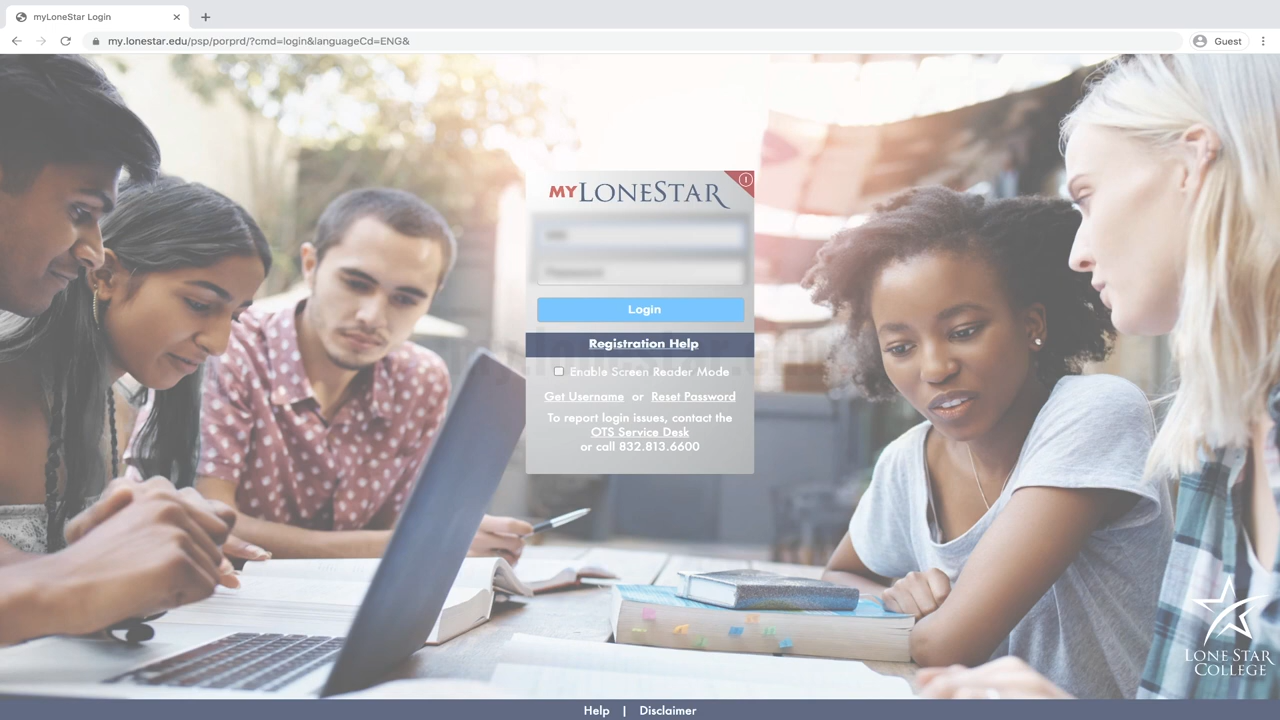 myLoneStar Login
my.lonestar.edu/psp/porprd/?cmd=login&languageCd=ENG&
Guest
MYLONESTAR
Login
Registration Help
Enable Screen Reader Mode
Get Username or Reset Password
To report login issues, contact the
OTS Service Desk
or call 832.813.6600
LONE STAR
COLLEGE
Help | Disclaimer